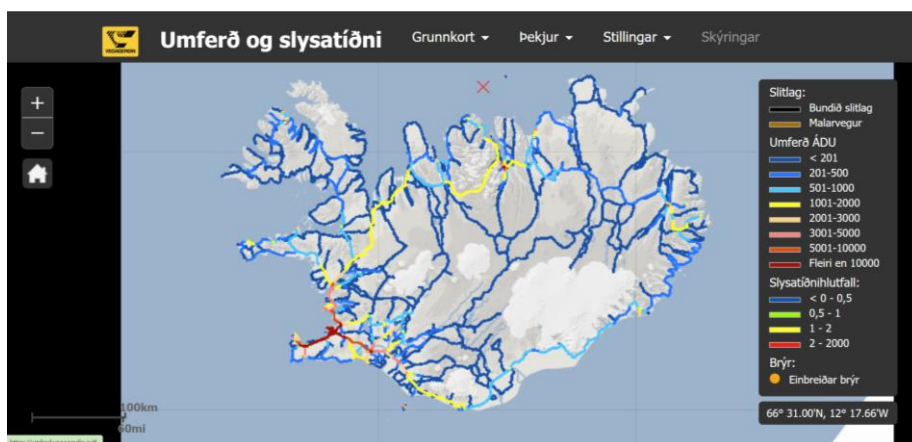 VEGAGERÐIN
Umferð og slysatíðni
Grunnkort
Þekjur
Stillingar
Skýringar
+
−
Slitlag:
Bundið slitlag
Malarvegur
Umferð ÁDU
< 201
201-500
501-1000
1001-2000
2001-3000
3001-5000
5001-10000
Fleiri en 10000
Slysatíðnihlutfall:
< 0 - 0,5
0,5 - 1
1 - 2
2 - 2000
Brýr:
Einbreiðar brýr
100km
60mi
66° 31.00'N, 12° 17.66'W